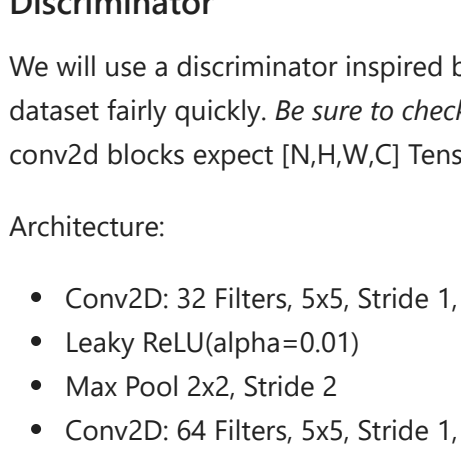 Discriminator
We will use a discriminator inspired
dataset fairly quickly. Be sure to check
conv2d blocks expect [N,H,W,C]
Architecture:
• Conv2D: 32 Filters, 5x5, Stride 1,
• Leaky ReLU(alpha=0.01)
• Max Pool 2x2, Stride 2
• Conv2D: 64 Filters, 5x5, Stride 1,